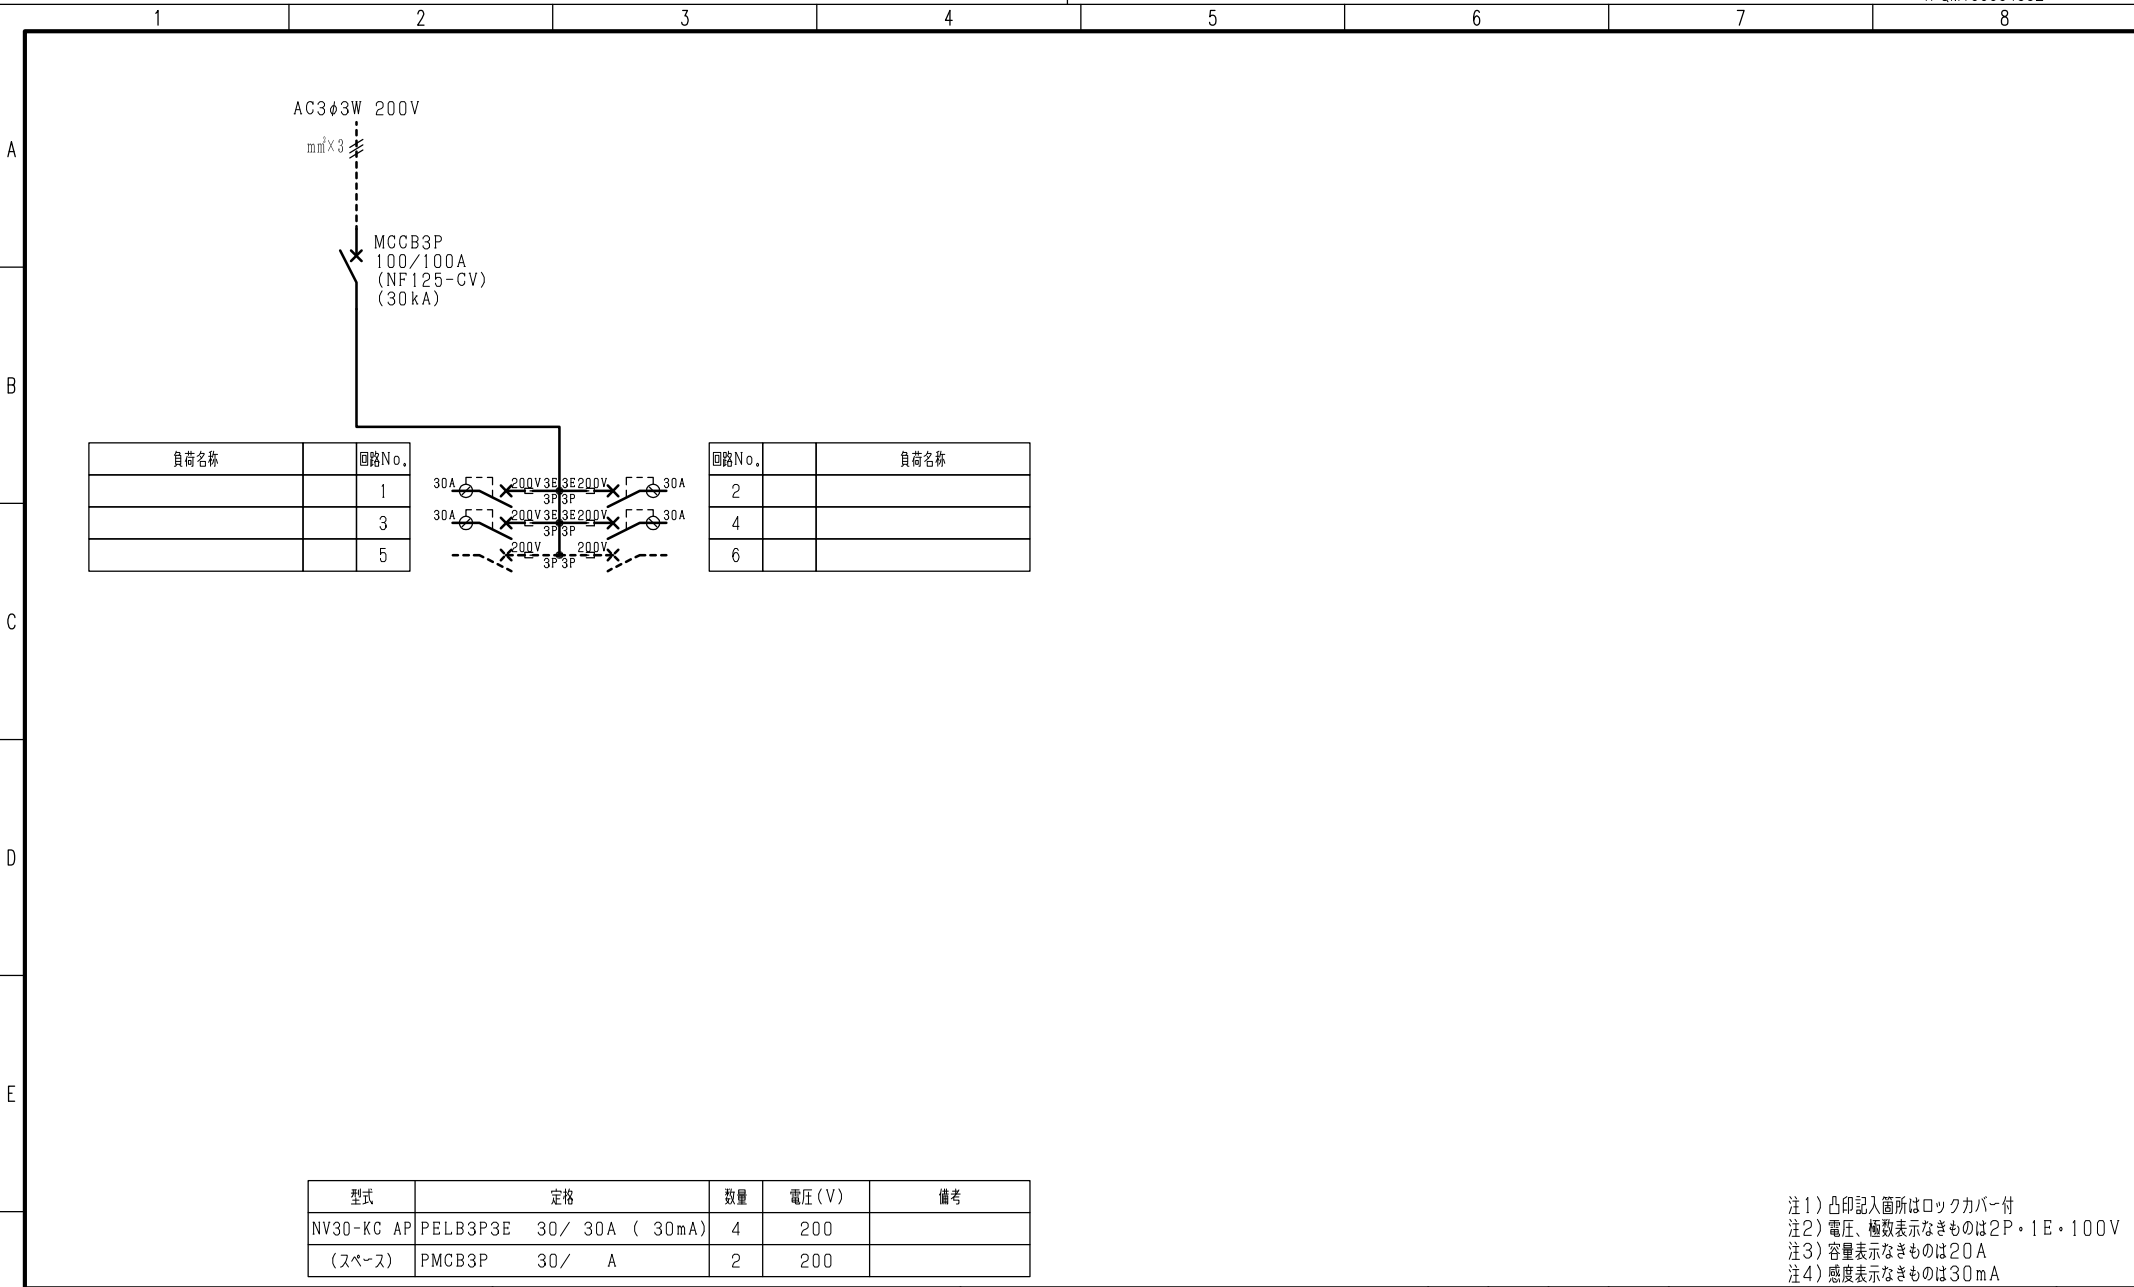 1 2 3 4 5 6 7 8
A
B
C
D
E
AC3φ3W 200V
mm²×3
MCCB3P
100/100A
(NF125-CV)
(30kA)
負荷名称 回路No. 回路No. 負荷名称
1 30A 200V 3E 3E 200V 30A 2
3P 3P
3 30A 200V 3E 3E 200V 30A 4
3P 3P
5 200V 200V 6
3P 3P
型式 定格 数量 電圧(V) 備考
NV30-KC AP PELB3P3E 30/ 30A ( 30mA) 4 200
(スペース) PMCB3P 30/ A 2 200
注1)凸印記入箇所はロックカバー付
注2)電圧、極数表示なきものは2P・1E・100V
注3)容量表示なきものは20A
注4)感度表示なきものは30mA